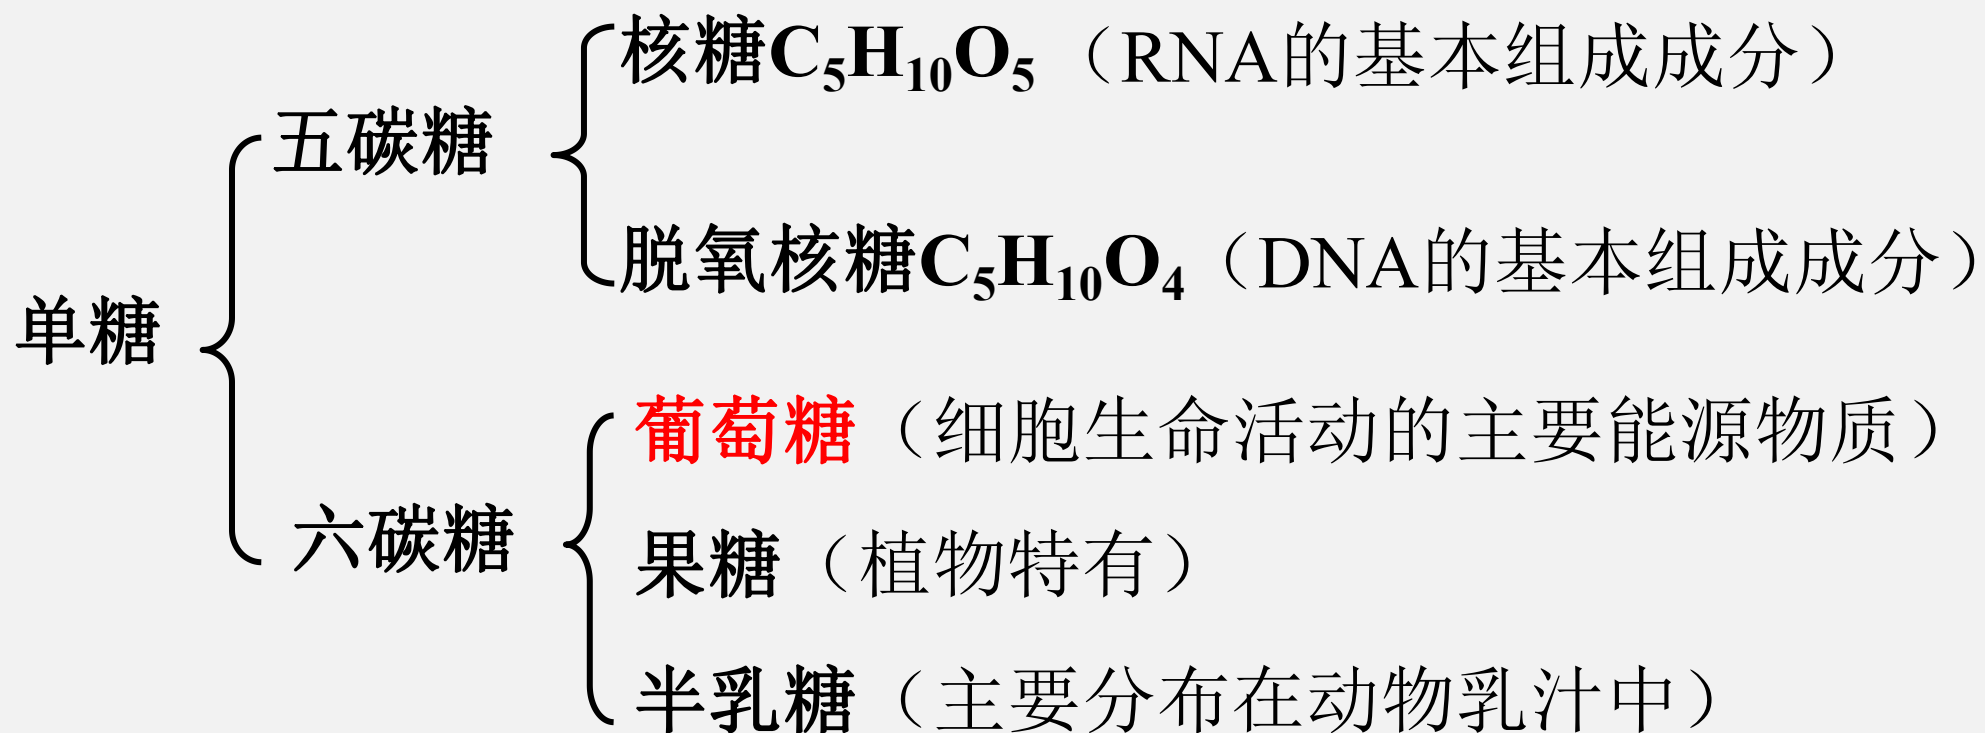 核糖C₅H₁₀O₅（RNA的基本组成成分）
五碳糖
脱氧核糖C₅H₁₀O₄（DNA的基本组成成分）
单糖
葡萄糖（细胞生命活动的主要能源物质）
六碳糖
果糖（植物特有）
半乳糖（主要分布在动物乳汁中）